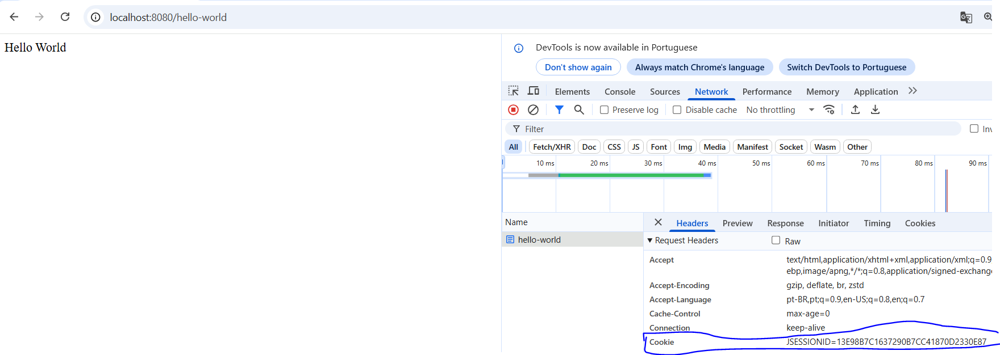 localhost:8080/hello-world
Hello World
DevTools is now available in Portuguese
Don't show again
Always match Chrome's language
Switch DevTools to Portuguese
Elements Console Sources Network Performance Memory Application
Preserve log Disable cache No throttling
Filter Inv
All Fetch/XHR Doc CSS JS Font Img Media Manifest Socket Wasm Other
10 ms 20 ms 30 ms 40 ms 50 ms 60 ms 70 ms 80 ms 90 ms
Name
Headers Preview Response Initiator Timing Cookies
hello-world
Request Headers Raw
Accept text/html,application/xhtml+xml,application/xml;q=0.9
ebp,image/apng,*/*;q=0.8,application/signed-exchange
Accept-Encoding gzip, deflate, br, zstd
Accept-Language pt-BR,pt;q=0.9,en-US;q=0.8,en;q=0.7
Cache-Control max-age=0
Connection keep-alive
Cookie JSESSIONID=13E98B7C1637290B7CC41870D2330E87